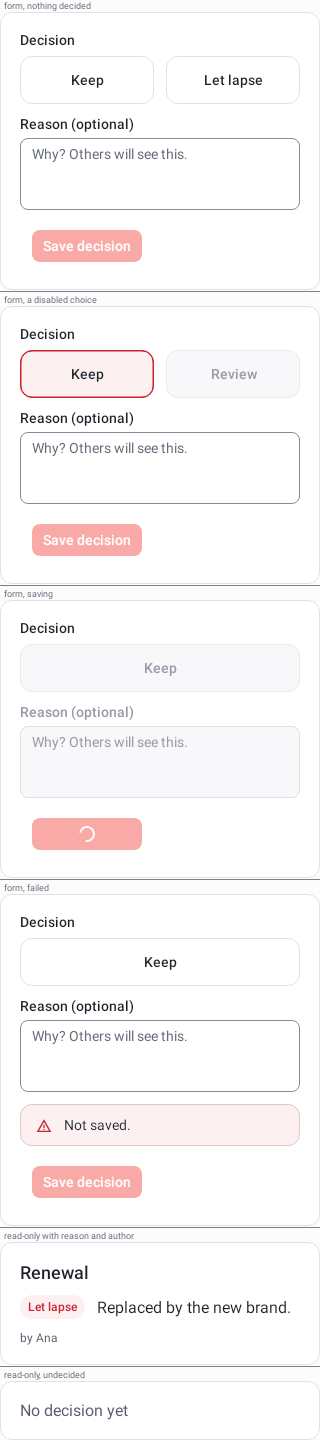 form, nothing decided
Decision
Keep
Let lapse
Reason (optional)
Why? Others will see this.
Save decision
form, a disabled choice
Decision
Keep
Review
Reason (optional)
Why? Others will see this.
Save decision
form, saving
Decision
Keep
Reason (optional)
Why? Others will see this.
form, failed
Decision
Keep
Reason (optional)
Why? Others will see this.
Not saved.
Save decision
read-only with reason and author
Renewal
Let lapse Replaced by the new brand.
by Ana
read-only, undecided
No decision yet